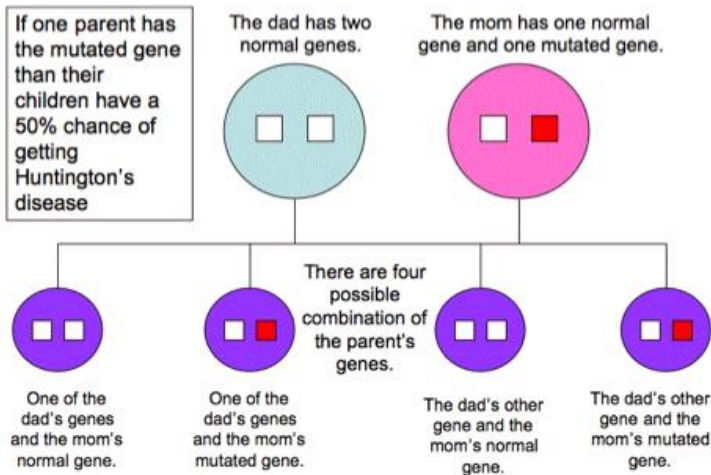 If one parent has
the mutated gene
than their
children have a
50% chance of
getting
Huntington's
disease
The dad has two
normal genes.
The mom has one normal
gene and one mutated gene.
There are four
possible
combination of
the parent's
genes.
One of the
dad's genes
and the mom's
normal gene.
One of the
dad's genes
and the mom's
mutated gene.
The dad's other
gene and the
mom's normal
gene.
The dad's other
gene and the
mom's mutated
gene.